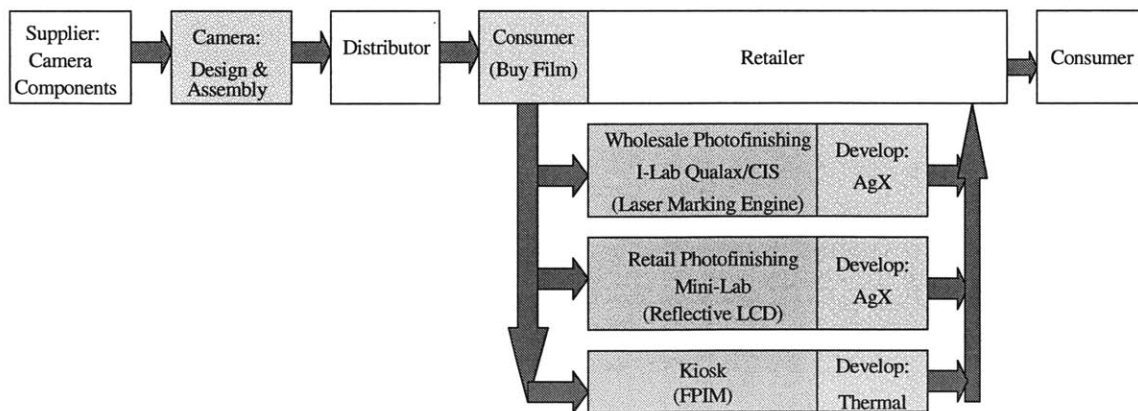 Supplier:
Camera
Components
Camera:
Design &
Assembly
Distributor
Consumer
(Buy Film)
Retailer
Consumer
Wholesale Photofinishing
I-Lab Qualax/CIS
(Laser Marking Engine)
Develop:
AgX
Retail Photofinishing
Mini-Lab
(Reflective LCD)
Develop:
AgX
Kiosk
(FPIM)
Develop:
Thermal